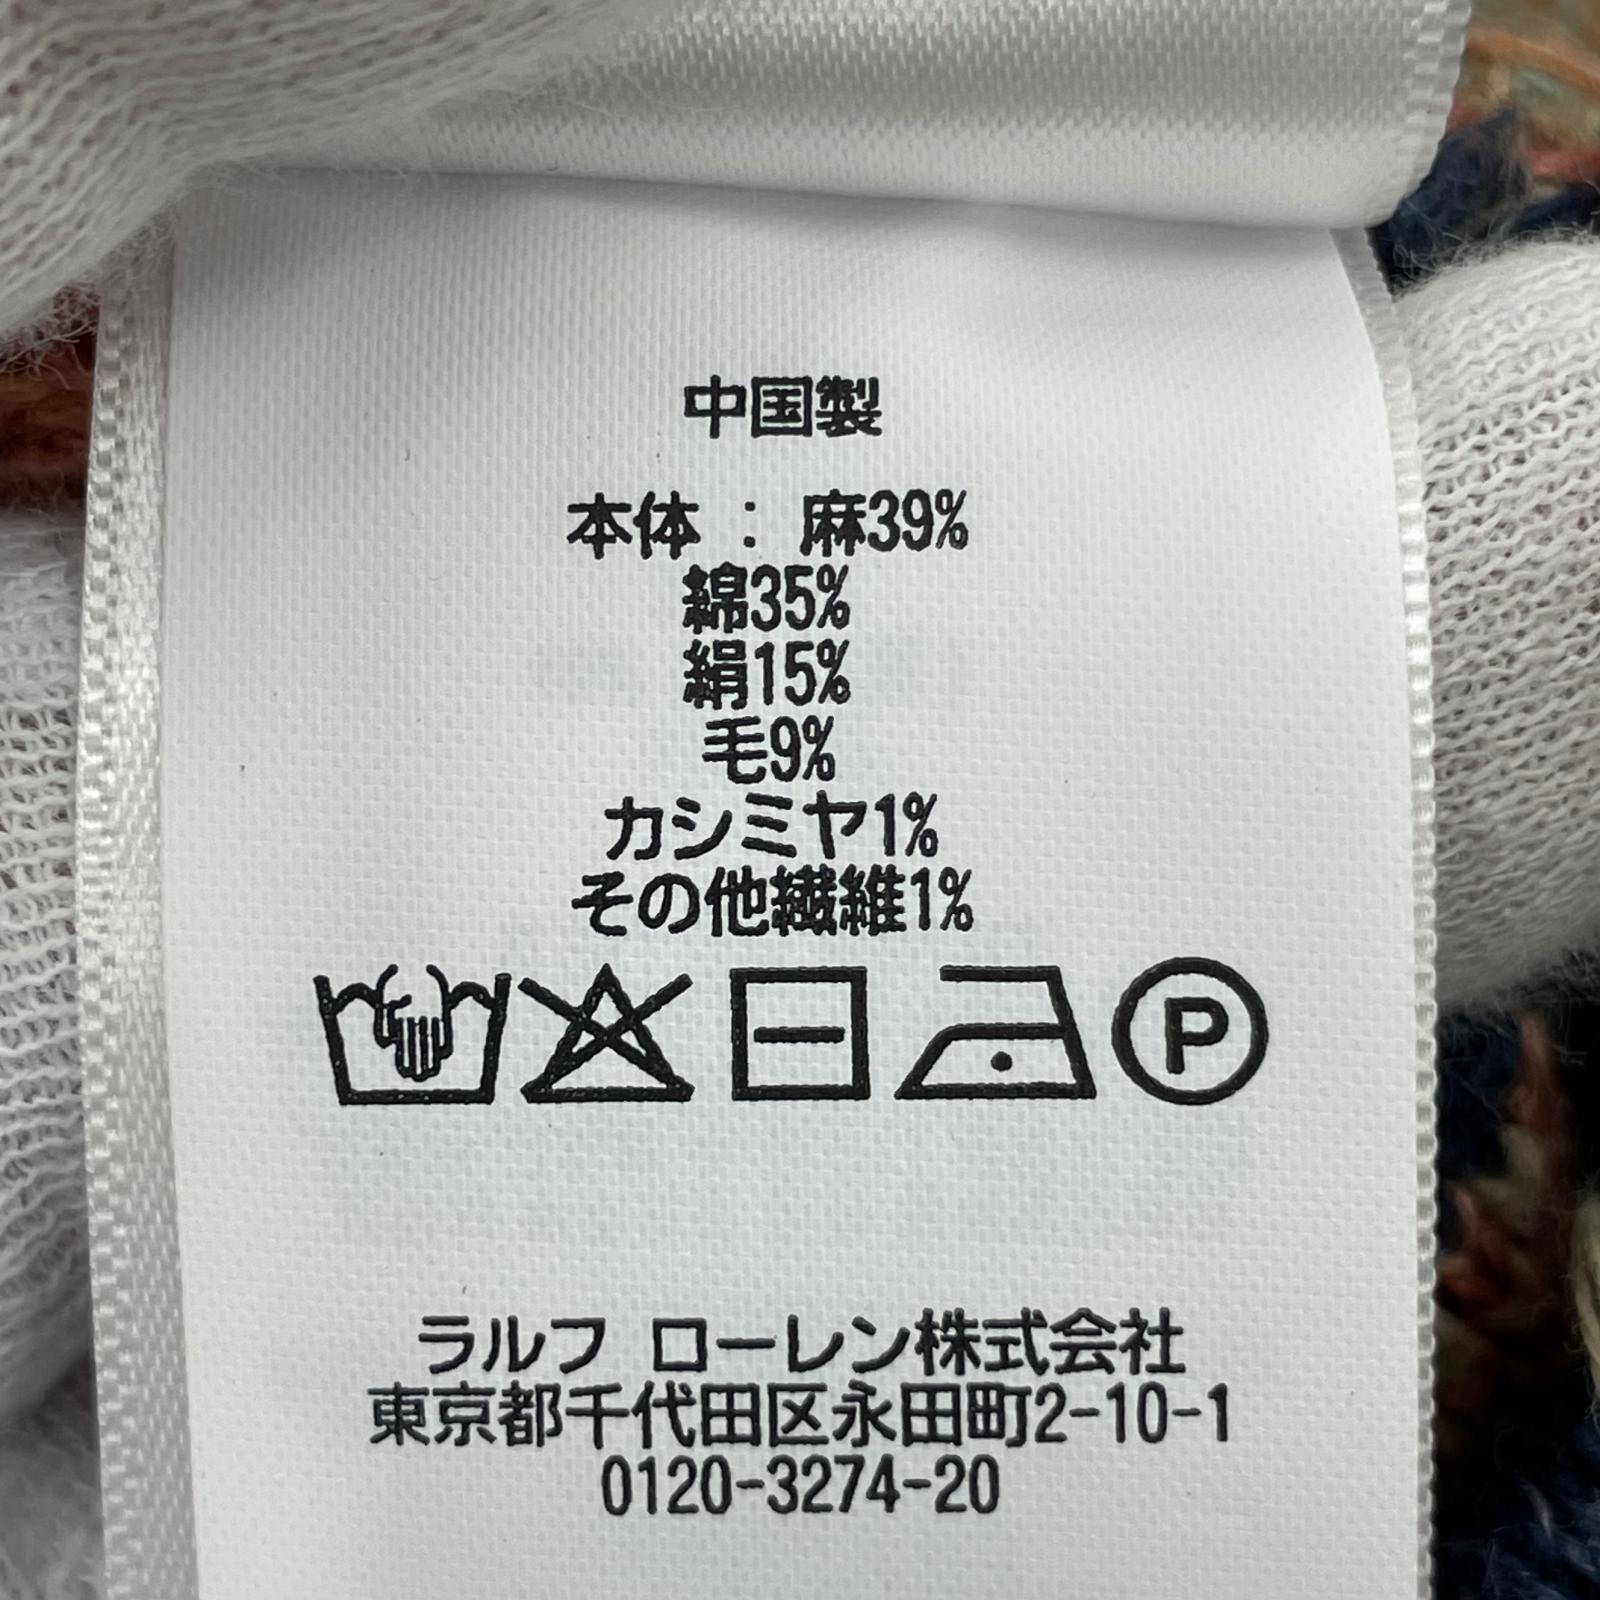 中国製
本体 : 麻39%
綿35%
絹15%
毛9%
カシミヤ1%
その他繊維1%
P
ラルフ ローレン株式会社
東京都千代田区永田町2-10-1
0120-3274-20